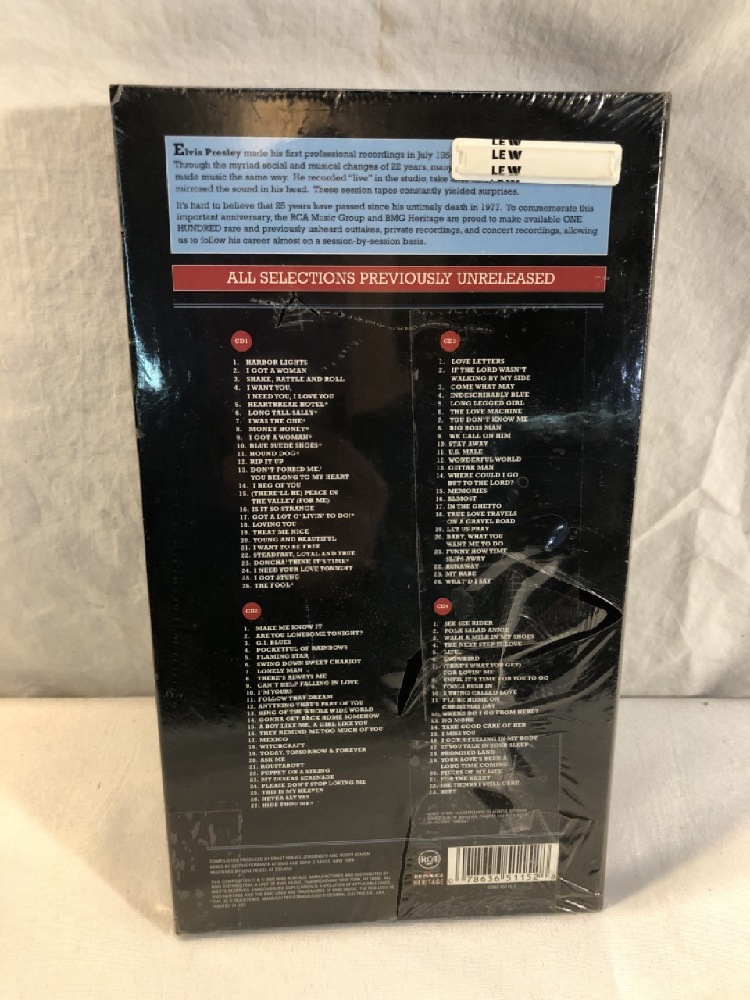 LEW
LEW
LEW
Elvis Presley made his first professional recordings in July
Through the myriad social and musical changes of 22 years,
made music the same way. He recorded "live" in the studio,
mirrored the sound in his head. These session tapes constantly yielded surprises.
It's hard to believe that 25 years have passed since his untimely death in 1977. To commemorate this
important anniversary, the RCA Music Group and BMG Heritage are proud to make available ONE
HUNDRED rare and previously unheard outtakes, private recordings, and concert recordings, allowing
us to follow his career almost on a session-by-session basis.
ALL SELECTIONS PREVIOUSLY UNRELEASED
CD1
1. HARBOR LIGHTS
2. I GOT A WOMAN
3. SHAKE, RATTLE AND ROLL
4. I WANT YOU,
I NEED YOU, I LOVE YOU
5. HEARTBREAK HOTEL*
6. LONG TALL SALLY*
7. I WAS THE ONE*
8. MONEY HONEY*
9. I GOT A WOMAN*
10. BLUE SUEDE SHOES*
11. HOUND DOG*
12. RIP IT UP
13. DON'T FORBID ME/
YOU BELONG TO MY HEART
14. I BEG OF YOU
15. (THERE'LL BE) PEACE IN
THE VALLEY (FOR ME)
16. IS IT SO STRANGE
17. GOT A LOT O' LIVIN' TO DO!*
18. LOVING YOU
19. TREAT ME NICE
20. YOUNG AND BEAUTIFUL
21. I WANT TO BE FREE
22. STEADFAST, LOYAL AND TRUE
23. DONCHA' THINK IT'S TIME*
24. I NEED YOUR LOVE TONIGHT
25. I GOT STUNG
26. THE FOOL*
CD2
1. MAKE ME KNOW IT
2. ARE YOU LONESOME TONIGHT?
3. G.I. BLUES
4. POCKETFUL OF RAINBOWS
5. FLAMING STAR
6. SWING DOWN SWEET CHARIOT
7. LONELY MAN
8. THERE'S ALWAYS ME
9. CAN'T HELP FALLING IN LOVE
10. I'M YOURS
11. FOLLOW THAT DREAM
12. ANYTHING THAT'S PART OF YOU
13. KING OF THE WHOLE WIDE WORLD
14. GONNA GET BACK HOME SOMEHOW
15. A BOY LIKE ME, A GIRL LIKE YOU
16. THEY REMIND ME TOO MUCH OF YOU
17. MEXICO
18. WITCHCRAFT
19. TODAY, TOMORROW & FOREVER
20. ASK ME
21. ROUSTABOUT
22. PUPPET ON A STRING
23. MY DESERT SERENADE
24. PLEASE DON'T STOP LOVING ME
25. THIS IS MY HEAVEN
26. NEVER SAY YES
27. HIDE THOU ME*
CD3
1. LOVE LETTERS
2. IF THE LORD WASN'T
WALKING BY MY SIDE
3. COME WHAT MAY
4. INDESCRIBABLY BLUE
5. LONG LEGGED GIRL
6. THE LOVE MACHINE
7. YOU DON'T KNOW ME
8. BIG BOSS MAN
9. WE CALL ON HIM
10. STAY AWAY
11. U.S. MALE
12. WONDERFUL WORLD
13. GUITAR MAN
14. WHERE COULD I GO
BUT TO THE LORD?
15. MEMORIES
16. ALMOST
17. IN THE GHETTO
18. TRUE LOVE TRAVELS
ON A GRAVEL ROAD
19. LET US PRAY
20. BABY, WHAT YOU
WANT ME TO DO
21. FUNNY HOW TIME
SLIPS AWAY
22. RUNAWAY
23. MY BABE
24. WHAT'D I SAY
CD4
1. SEE SEE RIDER
2. POLK SALAD ANNIE
3. WALK A MILE IN MY SHOES
4. THE NEXT STEP IS LOVE
5. LIFE
6. SNOWBIRD
7. (THAT'S WHAT YOU GET)
FOR LOVIN' ME
8. UNTIL IT'S TIME FOR YOU TO GO
9. FOOLS RUSH IN
10. A THING CALLED LOVE
11. I'LL BE HOME ON
CHRISTMAS DAY
12. WHERE DO I GO FROM HERE?
13. NO MORE
14. TAKE GOOD CARE OF HER
15. I MISS YOU
16. I GOT A FEELING IN MY BODY
17. IF YOU TALK IN YOUR SLEEP
18. PROMISED LAND
19. YOUR LOVE'S BEEN A
LONG TIME COMING
20. PIECES OF MY LIFE
21. FOR THE HEART
22. SHE THINKS I STILL CARE
23. HURT
COMPILATION PRODUCED BY ERNST MIKAEL JORGENSEN AND ROGER SEMON
RCA
BMG
HERITAGE
78636 51152
PRINTED IN USA